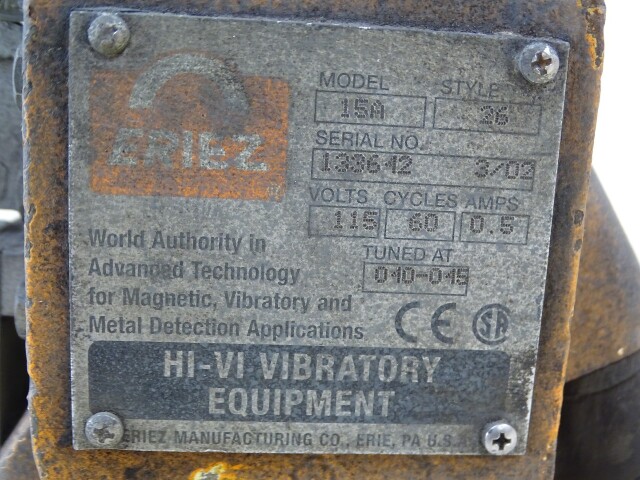 ERIEZ
MODEL STYLE
15A 26
SERIAL NO.
133642 3/02
VOLTS CYCLES AMPS
115 60 0.5
TUNED AT
040-045
World Authority in
Advanced Technology
for Magnetic, Vibratory and
Metal Detection Applications
CE SA
HI-VI VIBRATORY
EQUIPMENT
ERIEZ MANUFACTURING CO., ERIE, PA U.S.A.